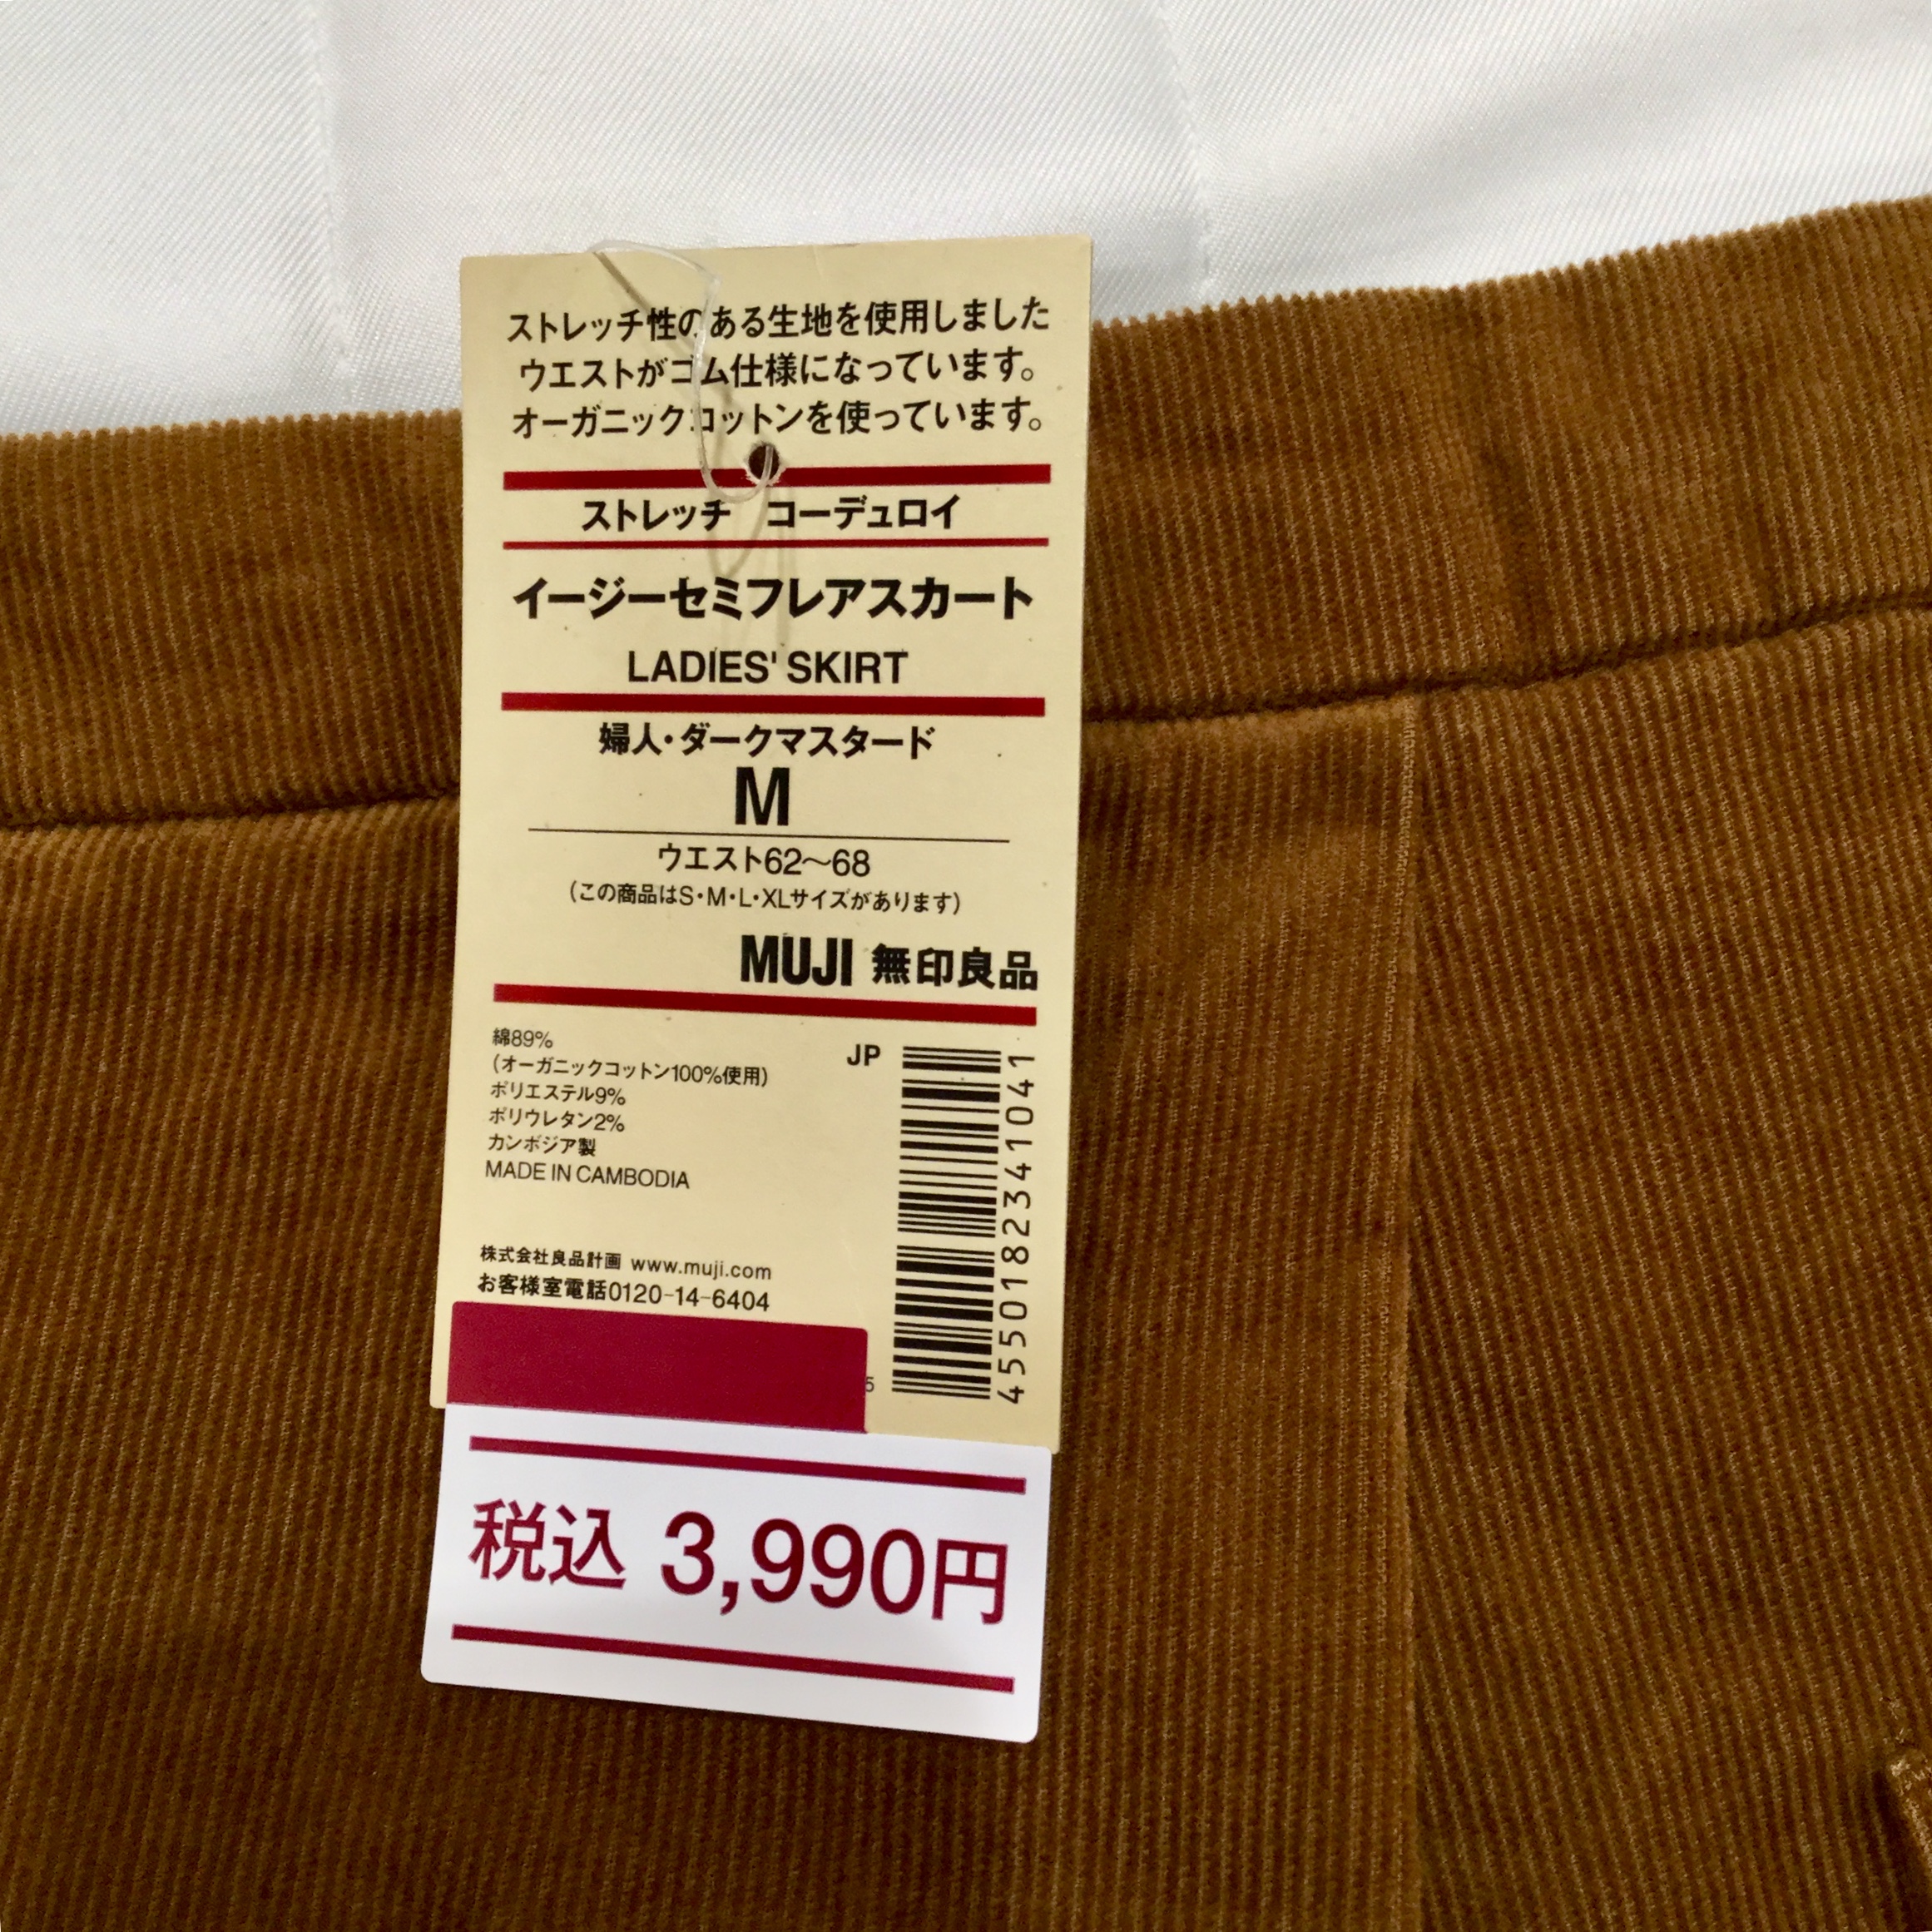 ストレッチ性のある生地を使用しました
ウエストがゴム仕様になっています。
オーガニックコットンを使っています。
ストレッチ　コーデュロイ
イージーセミフレアスカート
LADIES' SKIRT
婦人・ダークマスタード
M
ウエスト62〜68
(この商品はS・M・L・XLサイズがあります)
MUJI 無印良品
綿89%
(オーガニックコットン100%使用)
ポリエステル9%
ポリウレタン2%
カンボジア製
MADE IN CAMBODIA
JP
4550182341041
株式会社良品計画 www.muji.com
お客様室電話0120-14-6404
5
税込 3,990円